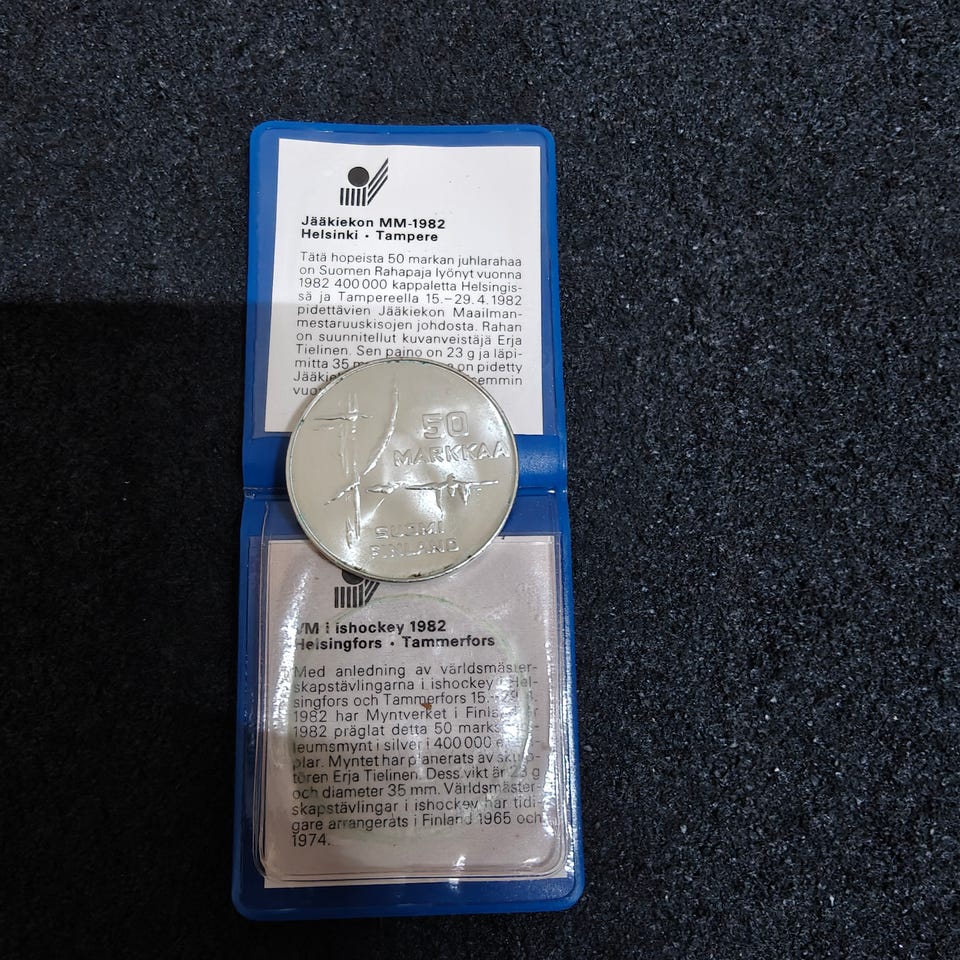 Jääkiekon MM-1982
Helsinki • Tampere
Tätä hopeista 50 markan juhlarahaa
on Suomen Rahapaja lyönyt vuonna
1982 400 000 kappaletta Helsingis-
sä ja Tampereella 15.–29.4.1982
pidettävien Jääkiekon Maailman-
mestaruuskisojen johdosta. Rahan
on suunnitellut kuvanveistäjä Erja
Tielinen. Sen paino on 23 g ja läpi-
mitta 35 on pidetty
50
MARKKAA
SUOMI
FINLAND
VM i ishockey 1982
Helsingfors • Tammerfors
Med anledning av världsmäster-
skapstävlingarna i ishockey i Hel-
singfors och Tammerfors 15.
1982 har Myntverket i
1982 präglat detta 50 marks
leumsmynt i silver i 400 000
plar. Myntet har planerats av
tören Erja Tielinen. Dess vikt är 23 g
och diameter 35 mm. Världsmäster-
skapstävlingar i ishockey har tidi-
gare arrangerats i Finland 1965 och
1974.